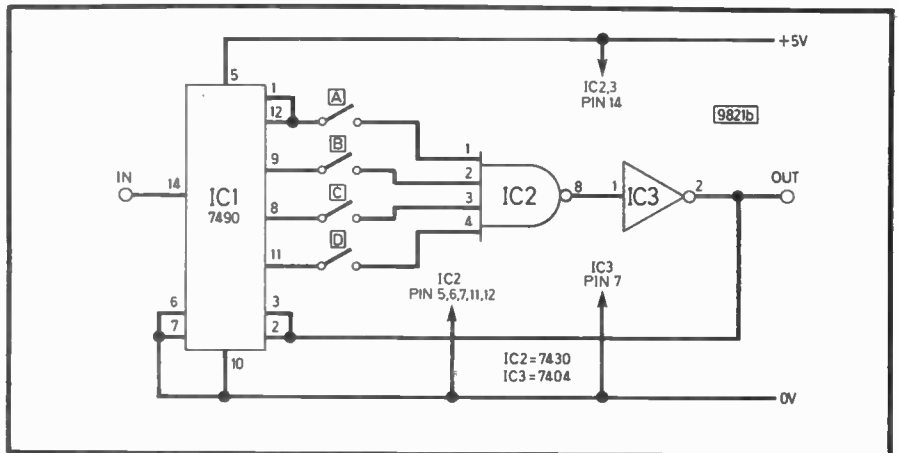 +5V
5
IC2,3
PIN 14
9821b
1
12
A
B
C
D
9
8
11
IN
14
IC1
7490
1
2
3
4
IC2
8
1
IC3
2
OUT
6
7
3
2
10
IC2
PIN 5,6,7,11,12
IC3
PIN 7
IC2=7430
IC3=7404
0V